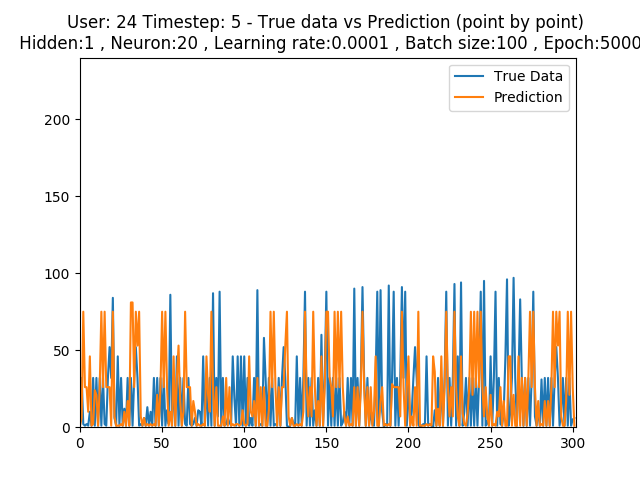 User: 24 Timestep: 5 - True data vs Prediction (point by point)
Hidden:1 , Neuron:20 , Learning rate:0.0001 , Batch size:100 , Epoch:5000
True Data
Prediction
200
150
100
50
0
0 50 100 150 200 250 300